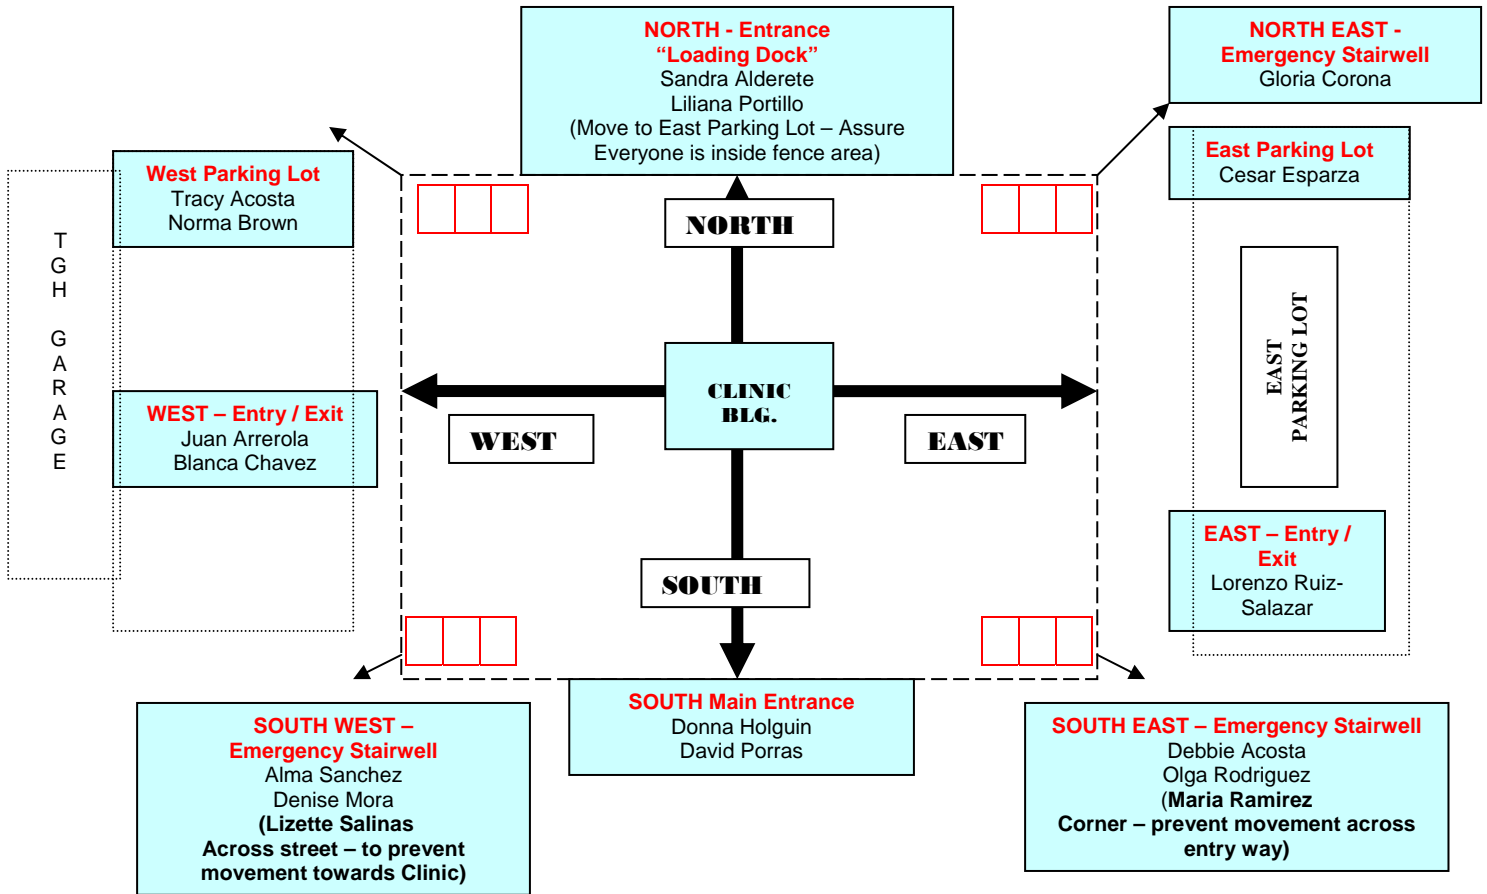 NORTH - Entrance
“Loading Dock”
Sandra Alderete
Liliana Portillo
(Move to East Parking Lot – Assure
Everyone is inside fence area)
NORTH EAST -
Emergency Stairwell
Gloria Corona
West Parking Lot
Tracy Acosta
Norma Brown
East Parking Lot
Cesar Esparza
NORTH
TGH GARAGE
WEST – Entry / Exit
Juan Arrerola
Blanca Chavez
CLINIC
BLG.
WEST
EAST
EAST
PARKING LOT
EAST – Entry /
Exit
Lorenzo Ruiz-
Salazar
SOUTH
SOUTH WEST –
Emergency Stairwell
Alma Sanchez
Denise Mora
(Lizette Salinas
Across street – to prevent
movement towards Clinic)
SOUTH Main Entrance
Donna Holguin
David Porras
SOUTH EAST – Emergency Stairwell
Debbie Acosta
Olga Rodriguez
(Maria Ramirez
Corner – prevent movement across
entry way)